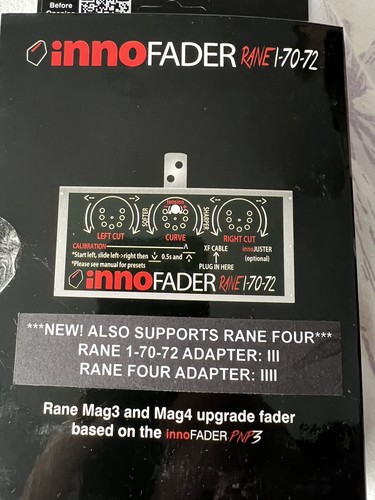 Before
innoFADER RANE 1-70-72
tension
SOFTER
SHARPER
LEFT CUT
CURVE
RIGHT CUT
CALIBRATION
XF CABLE
innoJUSTER
*Start left, slide left>right then 0.5s and
(optional)
*Please see manual for presets
PLUG IN HERE
innoFADER RANE 1-70-72
***NEW! ALSO SUPPORTS RANE FOUR***
RANE 1-70-72 ADAPTER: III
RANE FOUR ADAPTER: IIII
Rane Mag3 and Mag4 upgrade fader
based on the innoFADER PNP3